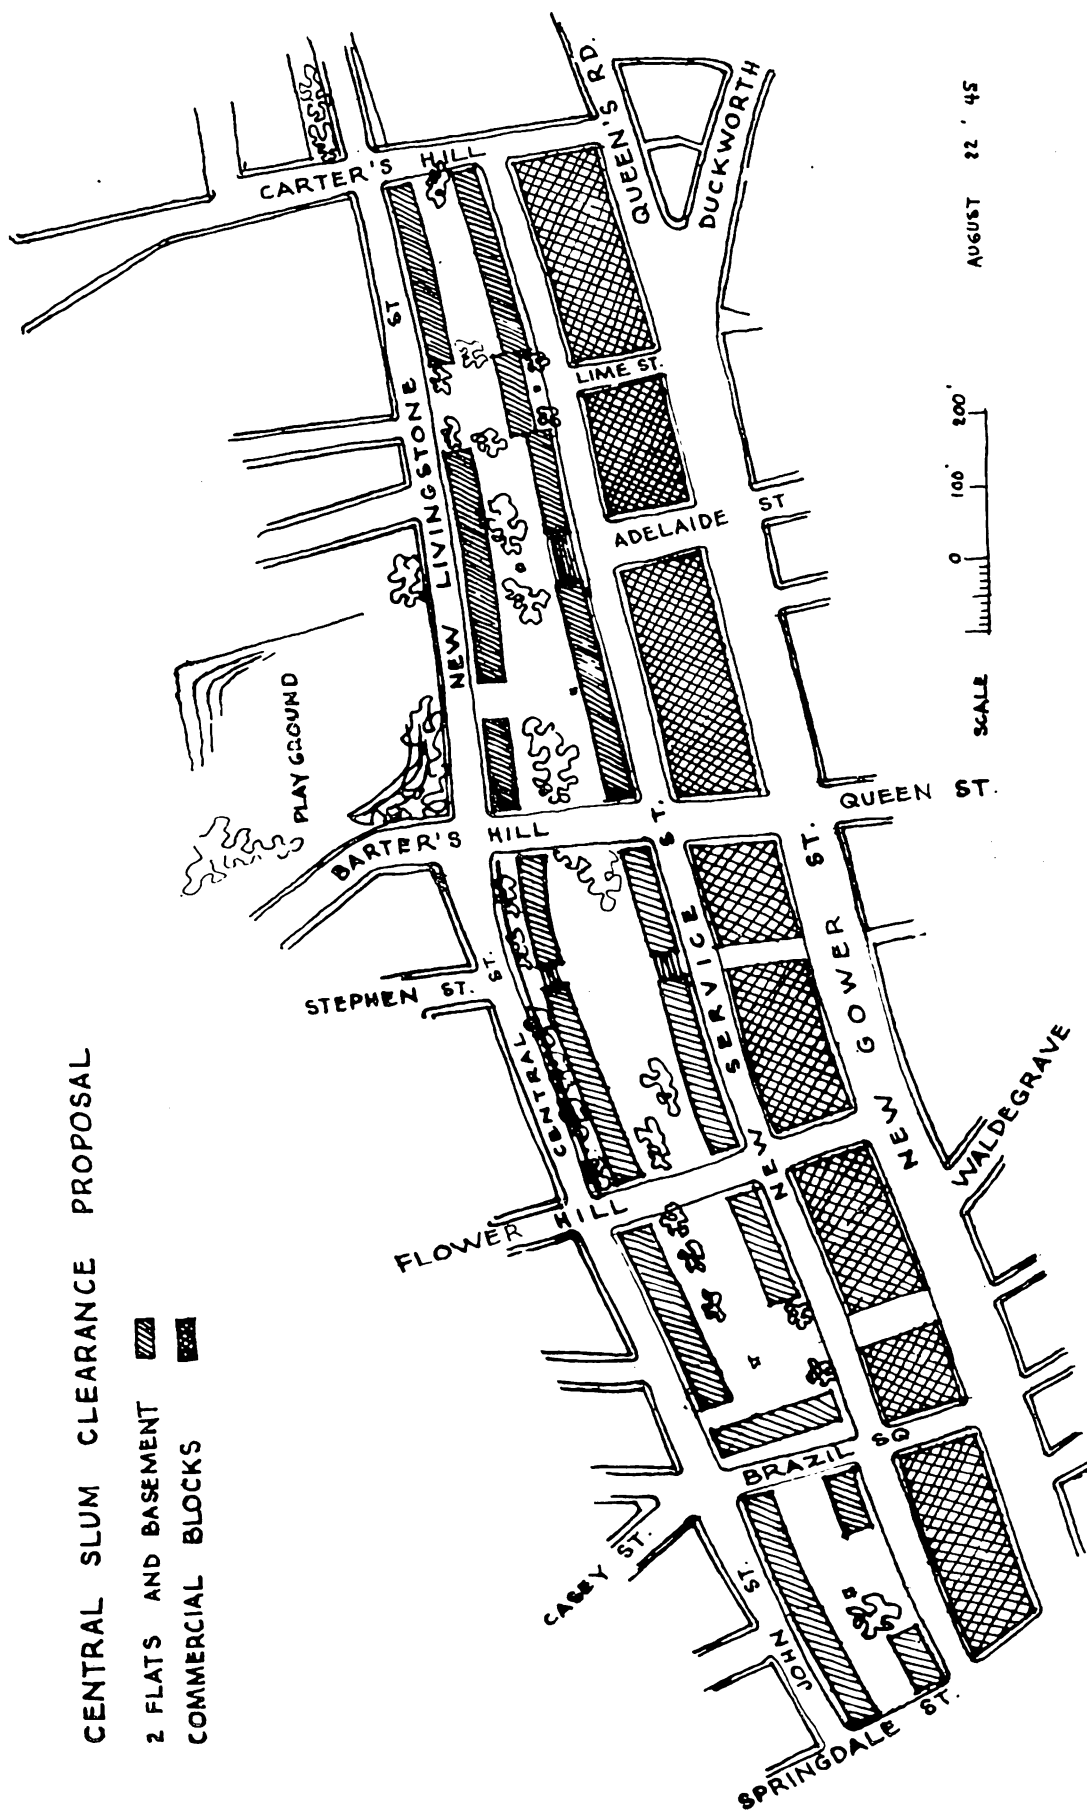 CENTRAL SLUM CLEARANCE PROPOSAL
2 FLATS AND BASEMENT
COMMERCIAL BLOCKS
SPRINGDALE ST.
JOHN ST.
CASEY ST.
BRAZIL SQ
FLOWER HILL
CENTRAL ST.
STEPHEN ST.
BARTER'S HILL
PLAYGROUND
NEW LIVINGSTONE ST
CARTER'S HILL
NEW SERVICE ST.
NEW GOWER ST.
WALDEGRAVE
QUEEN ST.
ADELAIDE ST
LIME ST.
QUEEN'S RD.
DUCKWORTH
SCALE 0 100' 200'
AUGUST 22 '45